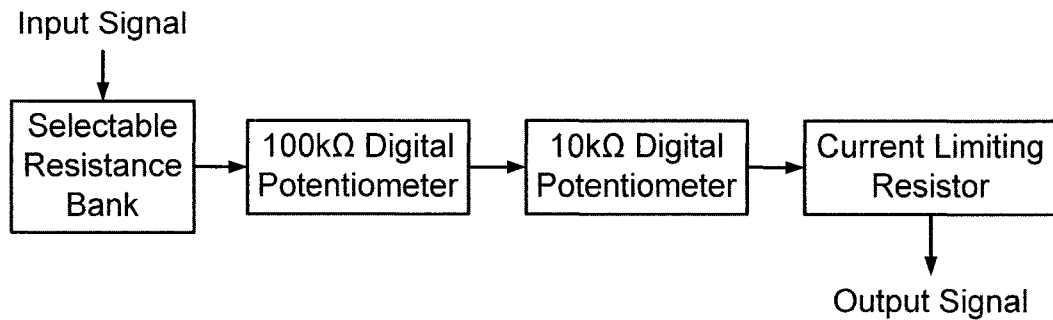 Input Signal
Selectable
Resistance
Bank
100kΩ Digital
Potentiometer
10kΩ Digital
Potentiometer
Current Limiting
Resistor
Output Signal